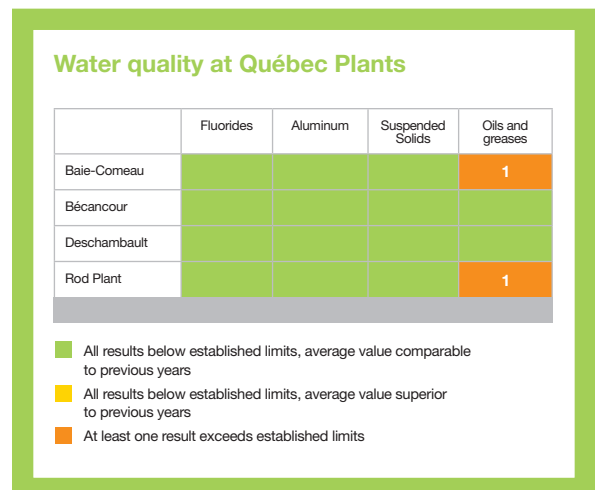 Water quality at Québec Plants
Fluorides Aluminum Suspended Solids Oils and greases
Baie-Comeau 1
Bécancour
Deschambault
Rod Plant 1
All results below established limits, average value comparable
to previous years
All results below established limits, average value superior
to previous years
At least one result exceeds established limits